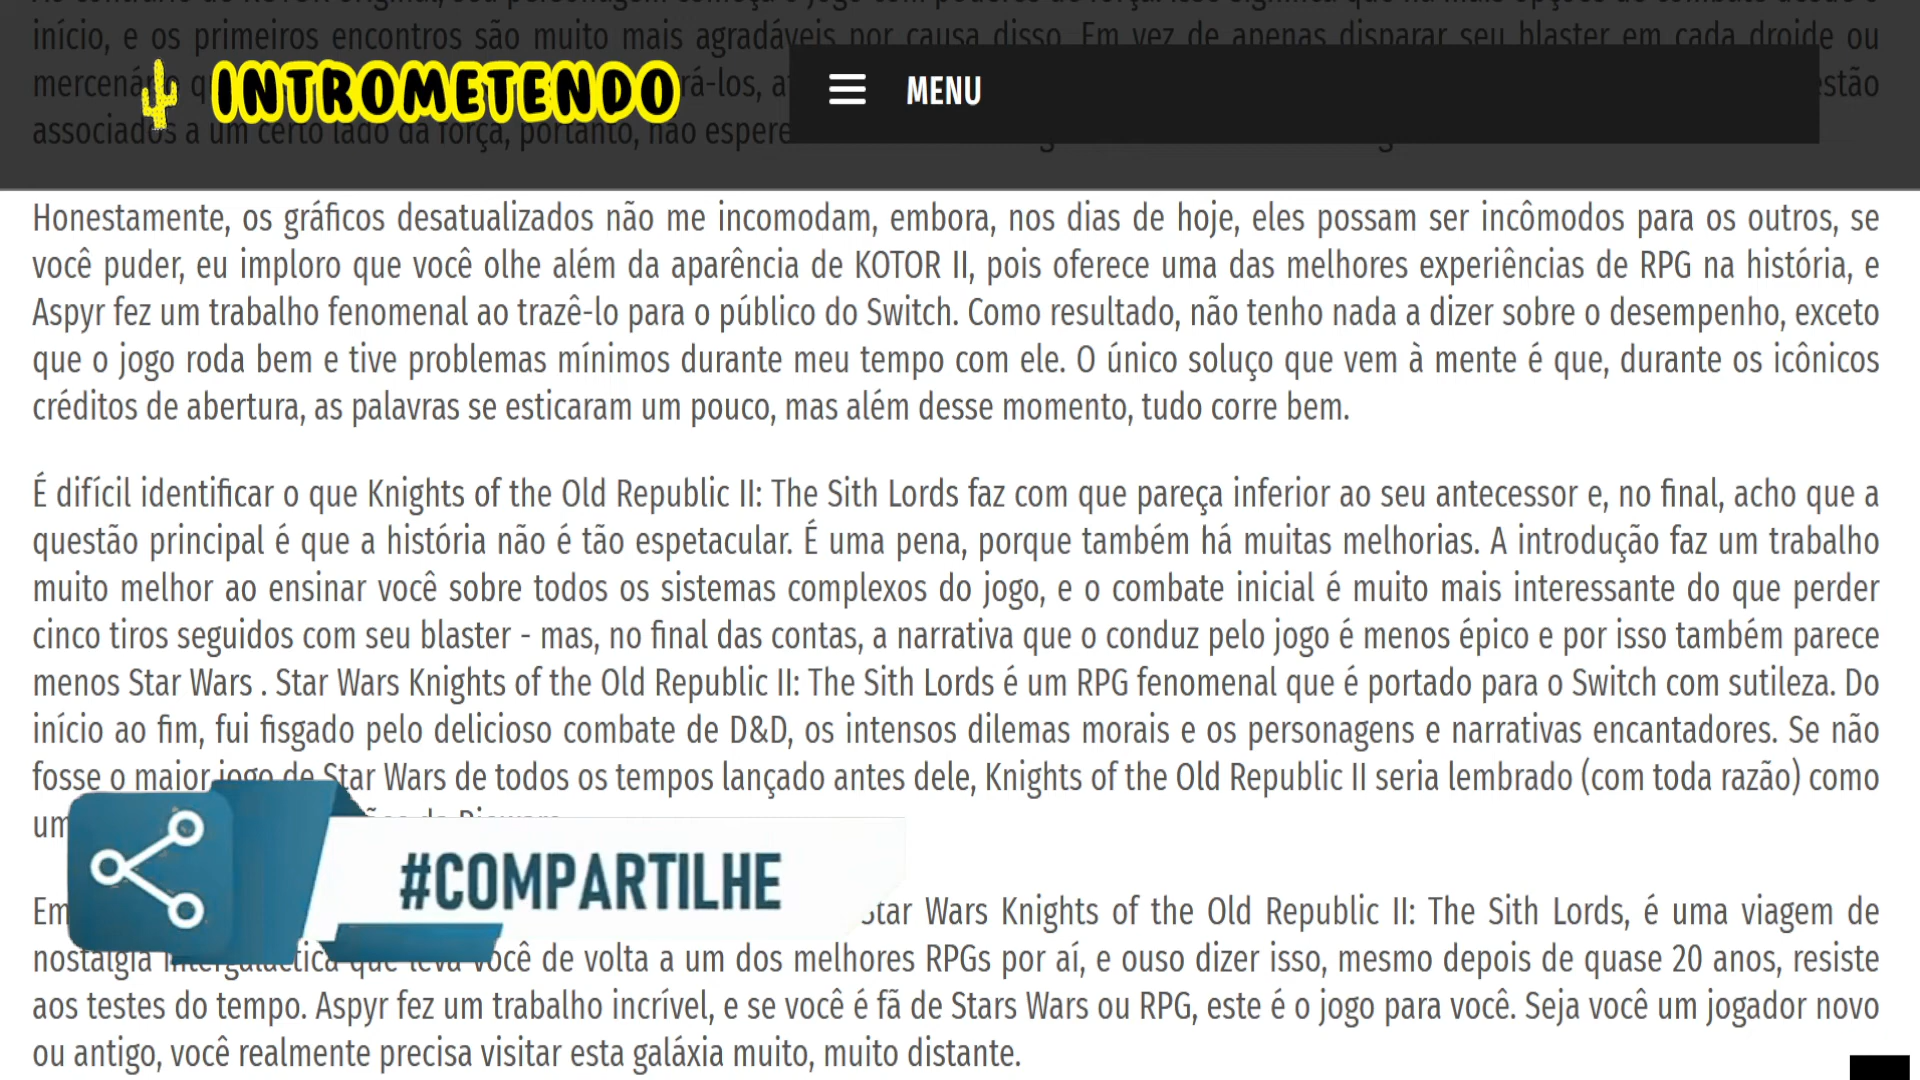 início, e os primeiros encontros são muito mais agradáveis por causa disso. Em vez de apenas disparar seu blaster em cada droide ou
INTROMETENDO
MENU
associados a um certo lado da força, portanto, não espere
Honestamente, os gráficos desatualizados não me incomodam, embora, nos dias de hoje, eles possam ser incômodos para os outros, se
você puder, eu imploro que você olhe além da aparência de KOTOR II, pois oferece uma das melhores experiências de RPG na história, e
Aspyr fez um trabalho fenomenal ao trazê-lo para o público do Switch. Como resultado, não tenho nada a dizer sobre o desempenho, exceto
que o jogo roda bem e tive problemas mínimos durante meu tempo com ele. O único soluço que vem à mente é que, durante os icônicos
créditos de abertura, as palavras se esticaram um pouco, mas além desse momento, tudo corre bem.
É difícil identificar o que Knights of the Old Republic II: The Sith Lords faz com que pareça inferior ao seu antecessor e, no final, acho que a
questão principal é que a história não é tão espetacular. É uma pena, porque também há muitas melhorias. A introdução faz um trabalho
muito melhor ao ensinar você sobre todos os sistemas complexos do jogo, e o combate inicial é muito mais interessante do que perder
cinco tiros seguidos com seu blaster - mas, no final das contas, a narrativa que o conduz pelo jogo é menos épico e por isso também parece
menos Star Wars . Star Wars Knights of the Old Republic II: The Sith Lords é um RPG fenomenal que é portado para o Switch com sutileza. Do
início ao fim, fui fisgado pelo delicioso combate de D&D, os intensos dilemas morais e os personagens e narrativas encantadores. Se não
fosse o maior jogo de Star Wars de todos os tempos lançado antes dele, Knights of the Old Republic II seria lembrado (com toda razão) como
#COMPARTILHE
Star Wars Knights of the Old Republic II: The Sith Lords, é uma viagem de
nostalgia intergaláctica que leva você de volta a um dos melhores RPGs por aí, e ouso dizer isso, mesmo depois de quase 20 anos, resiste
aos testes do tempo. Aspyr fez um trabalho incrível, e se você é fã de Stars Wars ou RPG, este é o jogo para você. Seja você um jogador novo
ou antigo, você realmente precisa visitar esta galáxia muito, muito distante.